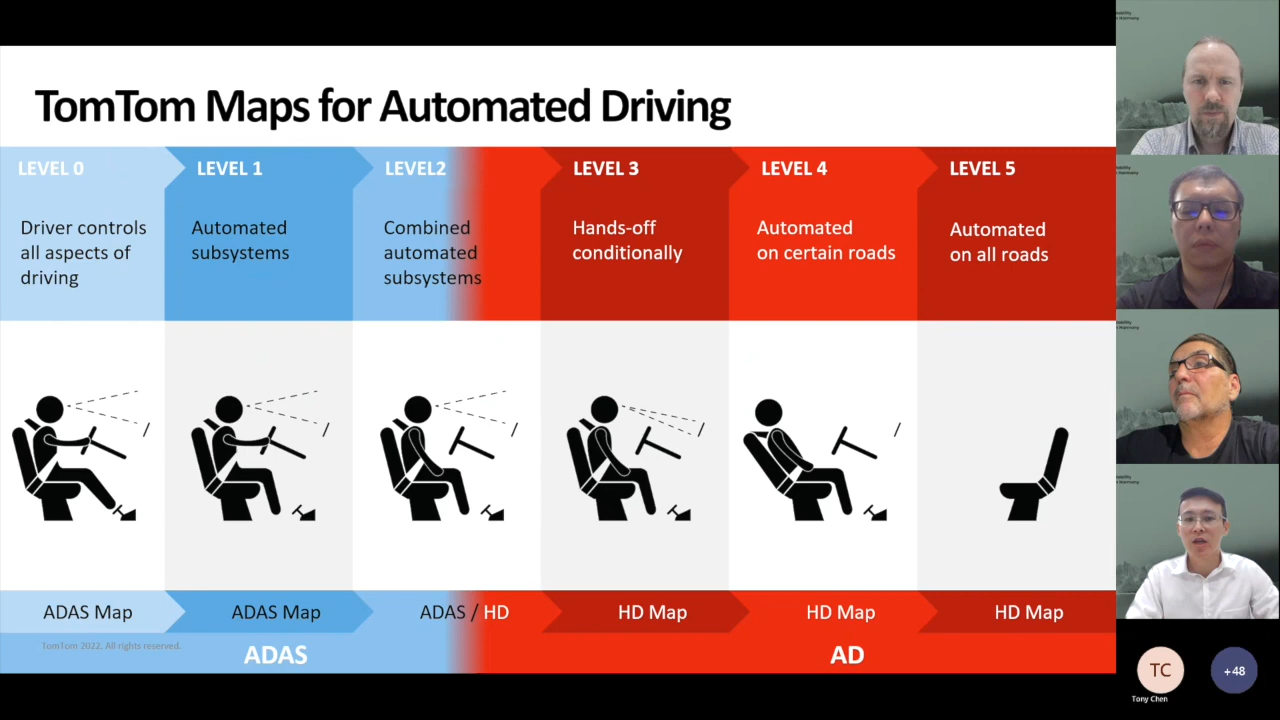 TomTom Maps for Automated Driving
LEVEL 0
LEVEL 1
LEVEL2
LEVEL 3
LEVEL 4
LEVEL 5
Driver controls
all aspects of
driving
Automated
subsystems
Combined
automated
subsystems
Hands-off
conditionally
Automated
on certain roads
Automated
on all roads
ADAS Map
ADAS Map
ADAS / HD
HD Map
HD Map
HD Map
TomTom 2022. All rights reserved.
ADAS
AD
TC
Tony Chen
+48